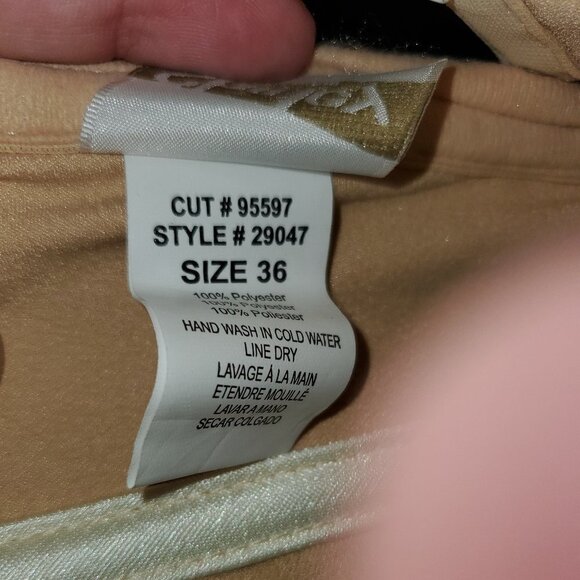 CUT # 95597
STYLE # 29047
SIZE 36
100% Polyester
100% Polyester
100% Poliester
HAND WASH IN COLD WATER
LINE DRY
LAVAGE À LA MAIN
ETENDRE MOUILLÉ
LAVAR A MANO
SECAR COLGADO